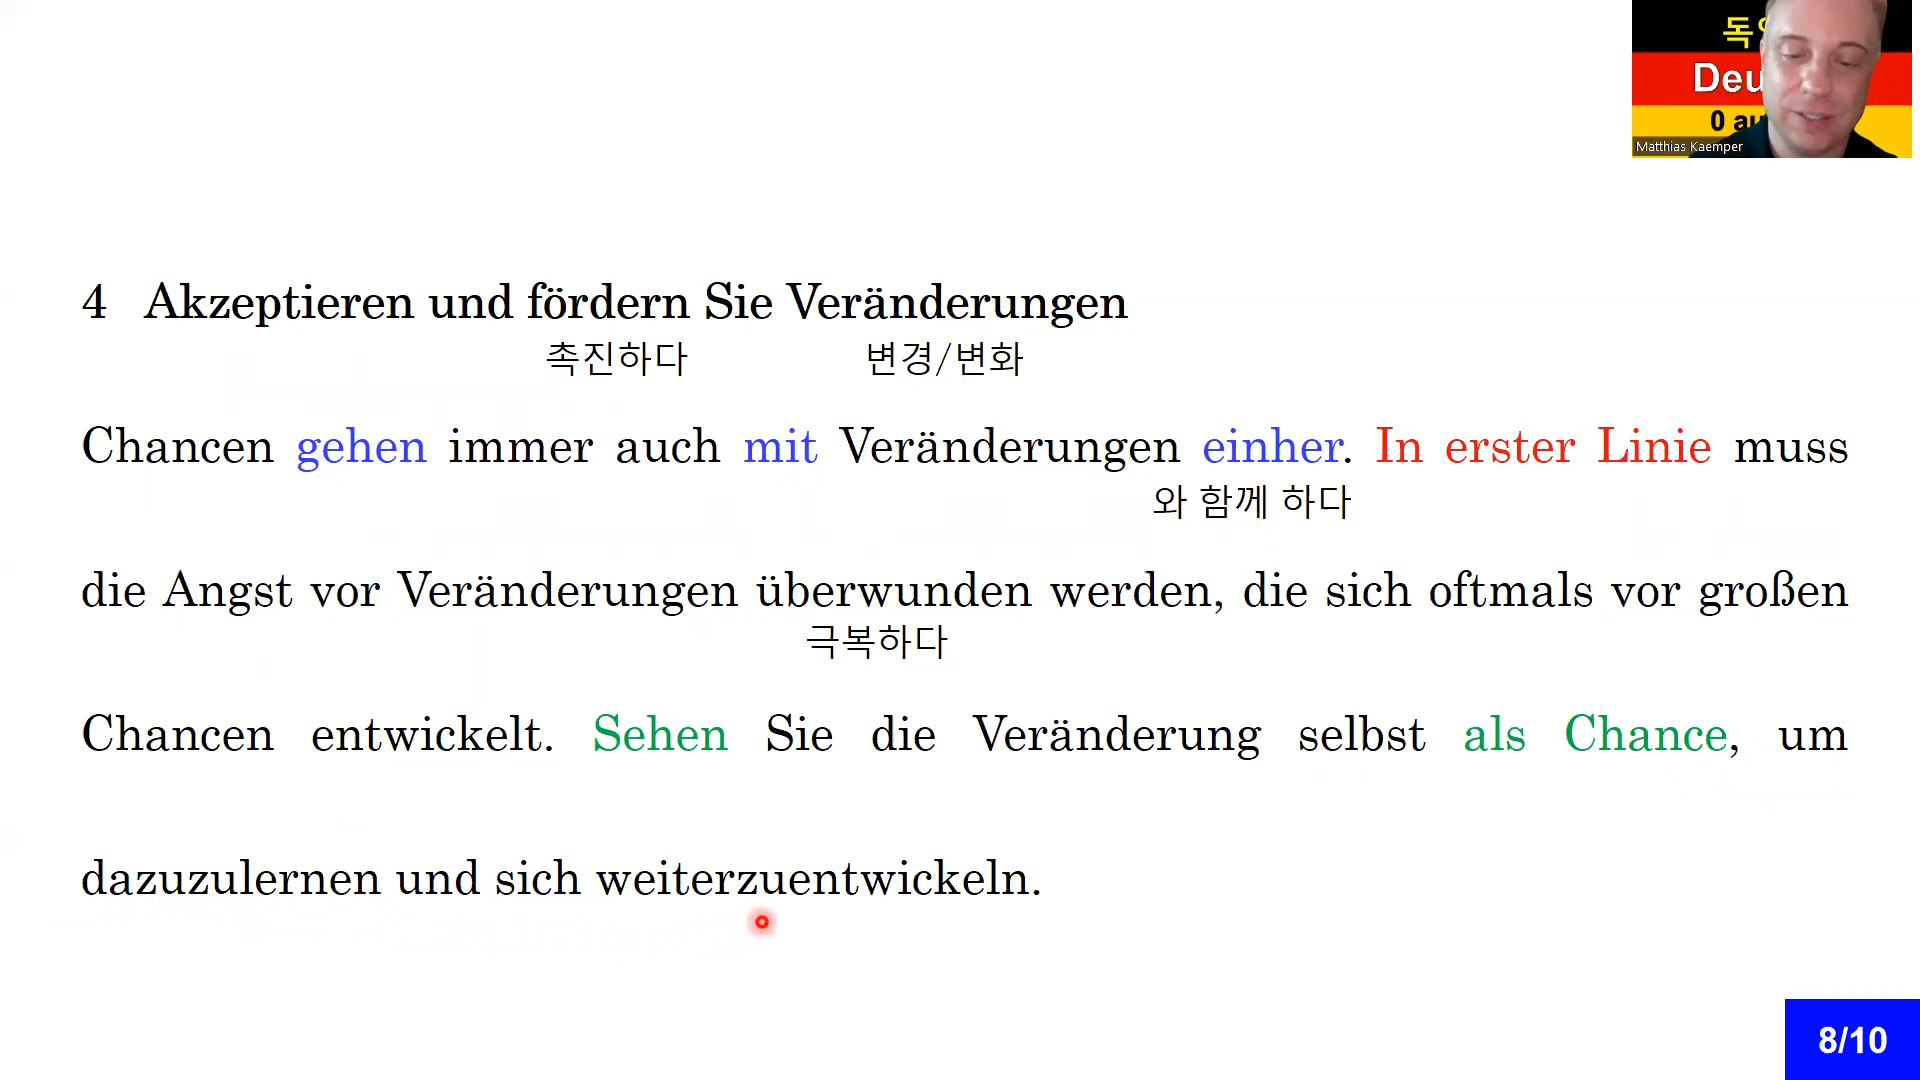 독
Deu
0 au
Matthias Kaemper
4 Akzeptieren und fördern Sie Veränderungen
촉진하다 변경/변화
Chancen gehen immer auch mit Veränderungen einher. In erster Linie muss
와 함께 하다
die Angst vor Veränderungen überwunden werden, die sich oftmals vor großen
극복하다
Chancen entwickelt. Sehen Sie die Veränderung selbst als Chance, um
dazuzulernen und sich weiterzuentwickeln.
8/10